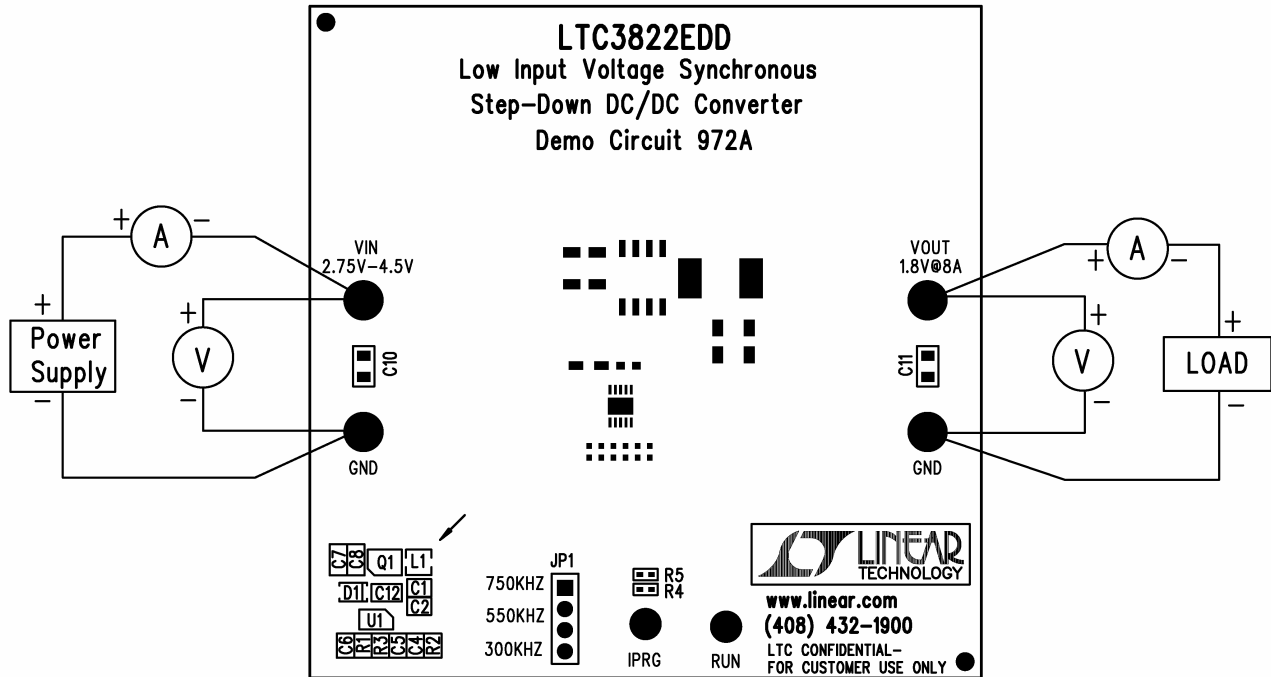 LTC3822EDD
Low Input Voltage Synchronous
Step-Down DC/DC Converter
Demo Circuit 972A
+ A -
VIN
2.75V-4.5V
VOUT
1.8V@8A
+ A -
+
Power
Supply
-
+
V
-
C10
C11
+
V
-
+
LOAD
-
GND
GND
C7 C8 Q1 L1
D1 C12 C1
C2
U1
C6 R1 R3 C5 C4 R2
JP1
750KHZ
550KHZ
300KHZ
R5
R4
IPRG
RUN
LINEAR
TECHNOLOGY
www.linear.com
(408) 432-1900
LTC CONFIDENTIAL-
FOR CUSTOMER USE ONLY